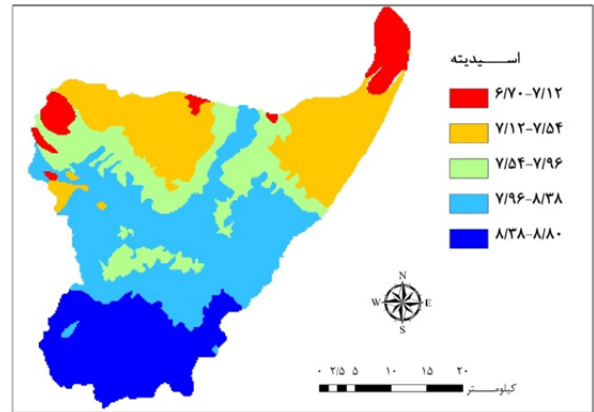 اسیدیته
۶/۷۰-۷/۱۲
۷/۱۲-۷/۵۴
۷/۵۴-۷/۹۶
۷/۹۶-۸/۳۸
۸/۳۸-۸/۸۰
N
W E
S
۰ ۲/۵ ۵ ۱۰ ۱۵ ۲۰
کیلومتر